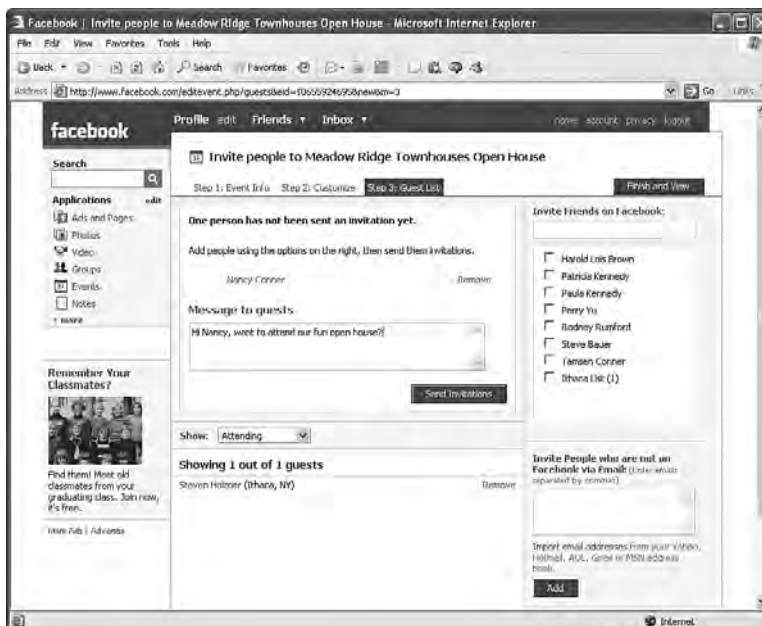 Facebook | Invite people to Meadow Ridge Townhouses Open House - Microsoft Internet Explorer
File Edit View Favorites Tools Help
Back Search Favorites
Address http://www.facebook.com/editevent.php?guests&eid= Go Links
facebook
Profile edit Friends Inbox
home account privacy logout
Search
Applications edit
Ads and Pages
Photos
Video
Groups
Events
Notes
more
Remember Your
Classmates?
Find them! Meet old
classmates from your
graduating class. Join now,
it's free.
More Ads | Advertise
31 Invite people to Meadow Ridge Townhouses Open House
Step 1: Event Info Step 2: Customize Step 3: Guest List
Finish and View
One person has not been sent an invitation yet.
Add people using the options on the right, then send them invitations.
Nancy Conner Remove
Message to guests
Hi Nancy, want to attend our fun open house?
Send Invitations
Show: Attending
Showing 1 out of 1 guests
Steven Holzner (Ithaca, NY) Remove
Invite Friends on Facebook:
Harold Lois Brown
Patricia Kennedy
Paula Kennedy
Perry Yu
Rodney Rumford
Steve Bauer
Tamsen Conner
Ithaca List (1)
Invite People who are not on
Facebook via Email: (Enter emails
separated by commas)
Import email addresses from your Yahoo,
Hotmail, AOL, Gmail or MSN address
book.
Add
Internet